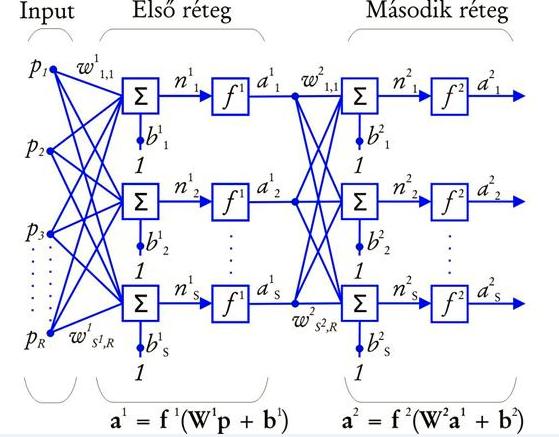 Input Első réteg Második réteg
p₁ w¹₁,₁ Σ n¹₁ f¹ a¹₁ w²₁,₁ Σ n²₁ f² a²₁
b¹₁ b²₁
1 1
p₂ Σ n¹₂ f¹ a¹₂ Σ n²₂ f² a²₂
p₃ b¹₂ b²₂
1 1
Σ n¹s f¹ a¹s Σ n²s f² a²s
pR w¹s¹,R w²s²,R
b¹s b²s
1 1
a¹ = f¹(W¹p + b¹) a² = f²(W²a¹ + b²)